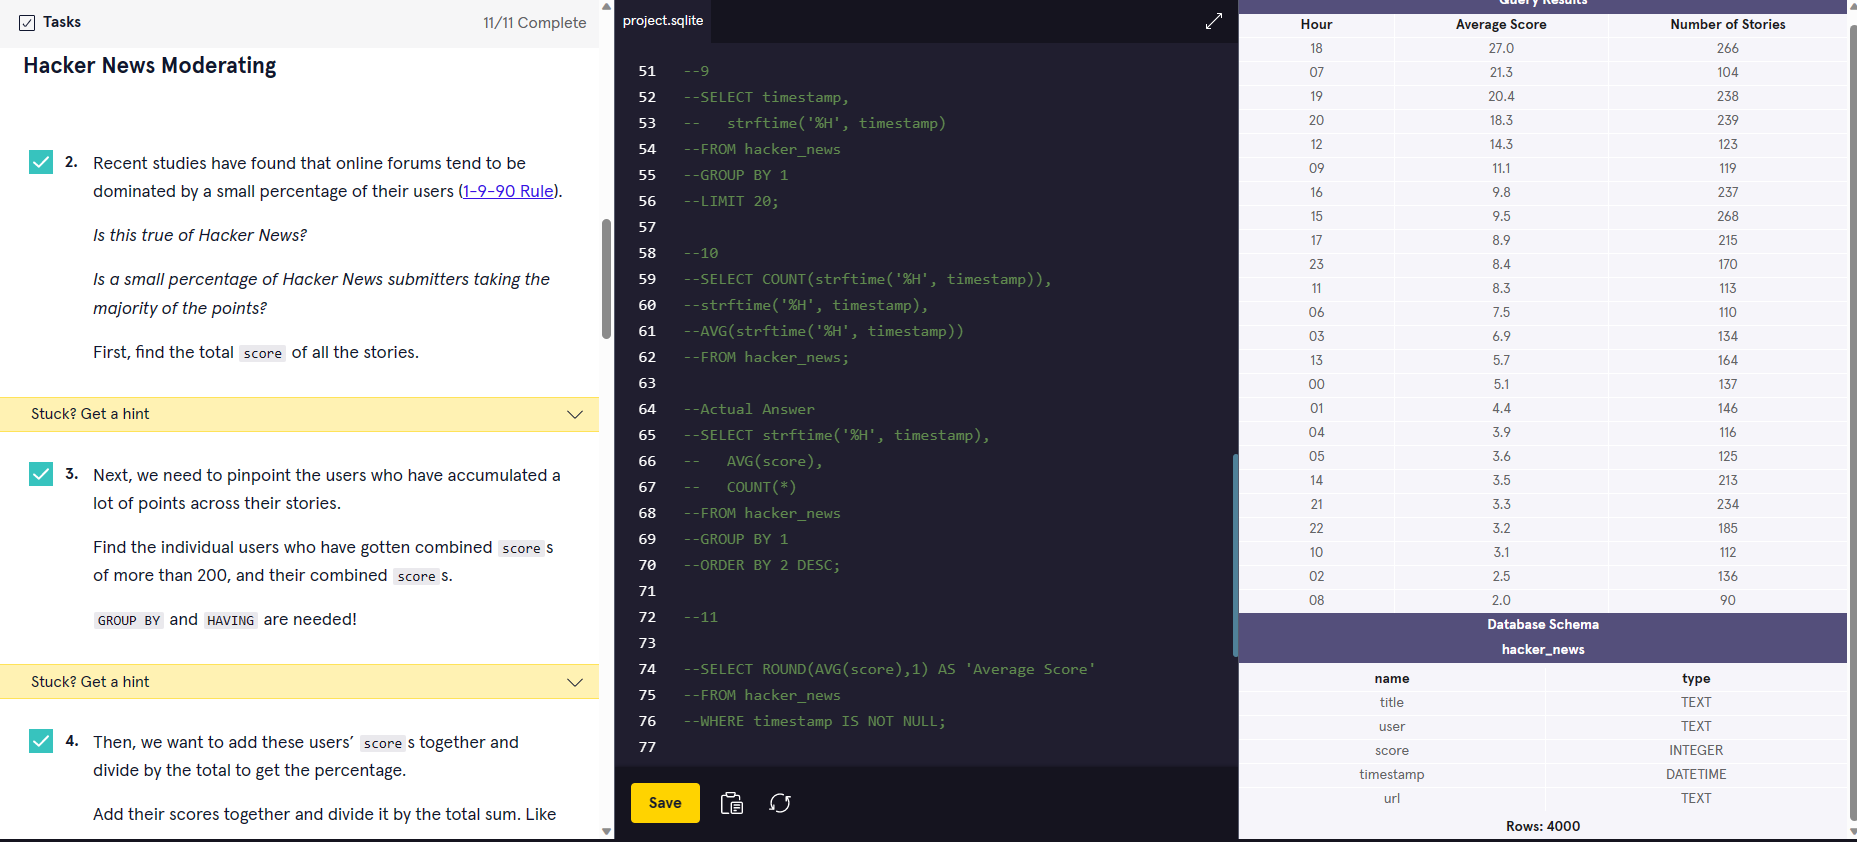 Tasks
11/11 Complete
Hacker News Moderating
2. Recent studies have found that online forums tend to be
dominated by a small percentage of their users (1-9-90 Rule).
Is this true of Hacker News?
Is a small percentage of Hacker News submitters taking the
majority of the points?
First, find the total score of all the stories.
Stuck? Get a hint
3. Next, we need to pinpoint the users who have accumulated a
lot of points across their stories.
Find the individual users who have gotten combined score s
of more than 200, and their combined score s.
GROUP BY and HAVING are needed!
Stuck? Get a hint
4. Then, we want to add these users’ score s together and
divide by the total to get the percentage.
Add their scores together and divide it by the total sum. Like
project.sqlite
51 --9
52 --SELECT timestamp,
53 --   strftime('%H', timestamp)
54 --FROM hacker_news
55 --GROUP BY 1
56 --LIMIT 20;
57
58 --10
59 --SELECT COUNT(strftime('%H', timestamp)),
60 --strftime('%H', timestamp),
61 --AVG(strftime('%H', timestamp))
62 --FROM hacker_news;
63
64 --Actual Answer
65 --SELECT strftime('%H', timestamp),
66 --   AVG(score),
67 --   COUNT(*)
68 --FROM hacker_news
69 --GROUP BY 1
70 --ORDER BY 2 DESC;
71
72 --11
73
74 --SELECT ROUND(AVG(score),1) AS 'Average Score'
75 --FROM hacker_news
76 --WHERE timestamp IS NOT NULL;
77
Save
Query Results
Hour Average Score Number of Stories
18 27.0 266
07 21.3 104
19 20.4 238
20 18.3 239
12 14.3 123
09 11.1 119
16 9.8 237
15 9.5 268
17 8.9 215
23 8.4 170
11 8.3 113
06 7.5 110
03 6.9 134
13 5.7 164
00 5.1 137
01 4.4 146
04 3.9 116
05 3.6 125
14 3.5 213
21 3.3 234
22 3.2 185
10 3.1 112
02 2.5 136
08 2.0 90
Database Schema
hacker_news
name type
title TEXT
user TEXT
score INTEGER
timestamp DATETIME
url TEXT
Rows: 4000